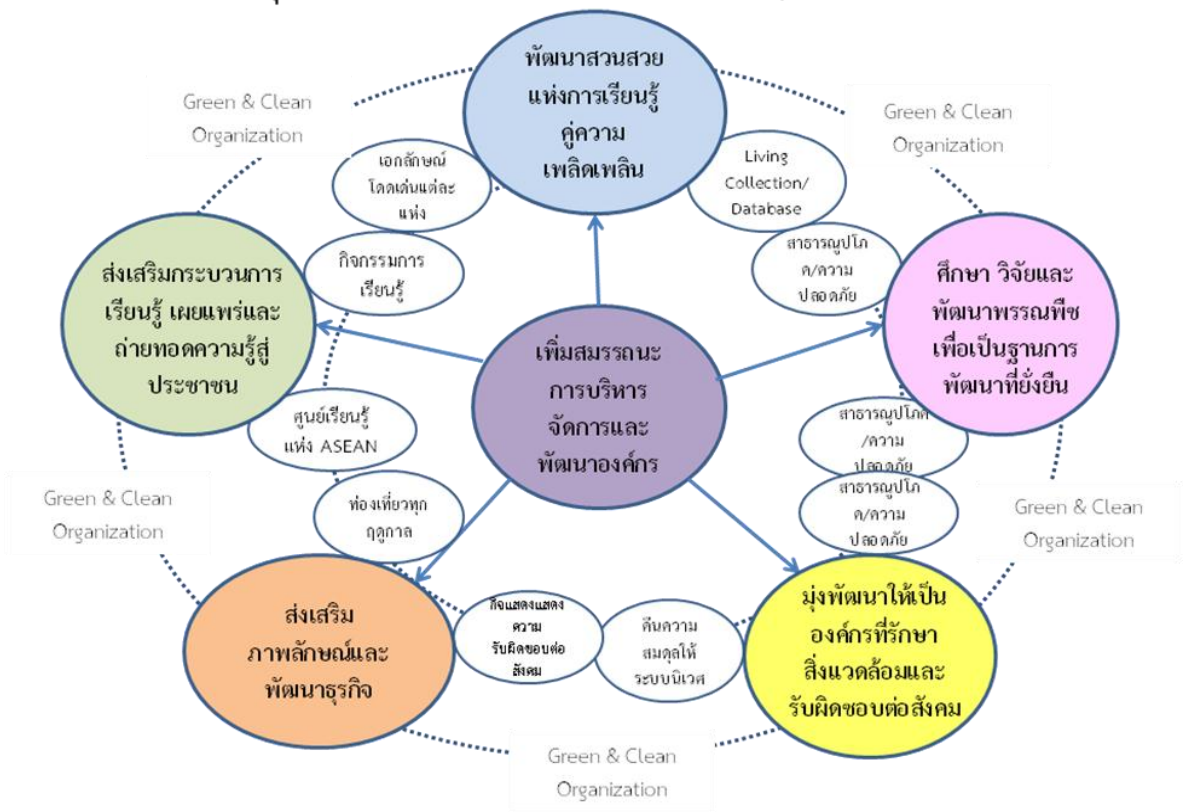 พัฒนาสวนสวย
แห่งการเรียนรู้
คู่ความ
เพลิดเพลิน
Green & Clean
Organization
Green & Clean
Organization
เอกลักษณ์
โดดเด่นแต่ละ
แห่ง
Living
Collection/
Database
กิจกรรมการ
เรียนรู้
สาธารณูปโภ
ค/ความ
ปลอดภัย
ส่งเสริมกระบวนการ
เรียนรู้ เผยแพร่และ
ถ่ายทอดความรู้สู่
ประชาชน
ศึกษา วิจัยและ
พัฒนาพรรณพืช
เพื่อเป็นฐานการ
พัฒนาที่ยั่งยืน
เพิ่มสมรรถนะ
การบริหาร
จัดการและ
พัฒนาองค์กร
ศูนย์เรียนรู้
แห่ง ASEAN
สาธารณูปโภค
/ความ
ปลอดภัย
ท่องเที่ยวทุก
ฤดูกาล
สาธารณูปโภ
ค/ความ
ปลอดภัย
Green & Clean
Organization
Green & Clean
Organization
ส่งเสริม
ภาพลักษณ์และ
พัฒนาธุรกิจ
กิจแสดงแสดง
ความ
รับผิดชอบต่อ
สังคม
คืนความ
สมดุลให้
ระบบนิเวศ
มุ่งพัฒนาให้เป็น
องค์กรที่รักษา
สิ่งแวดล้อมและ
รับผิดชอบต่อสังคม
Green & Clean
Organization